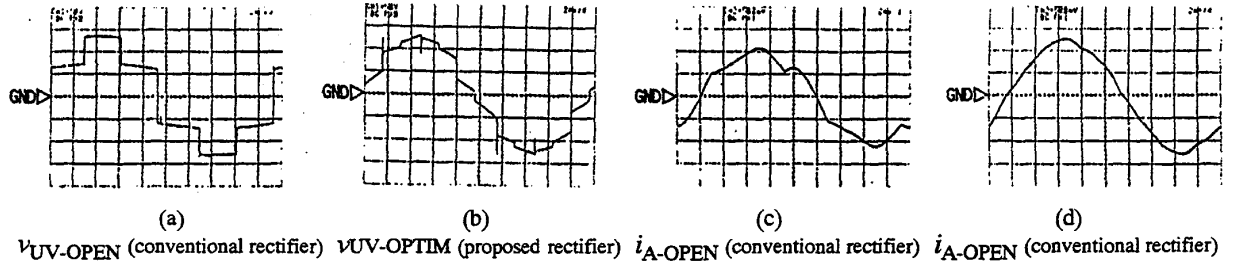 GND
GND
GND
GND
(a)
(b)
(c)
(d)
vUV-OPEN (conventional rectifier)
vUV-OPTIM (proposed rectifier)
iA-OPEN (conventional rectifier)
iA-OPEN (conventional rectifier)